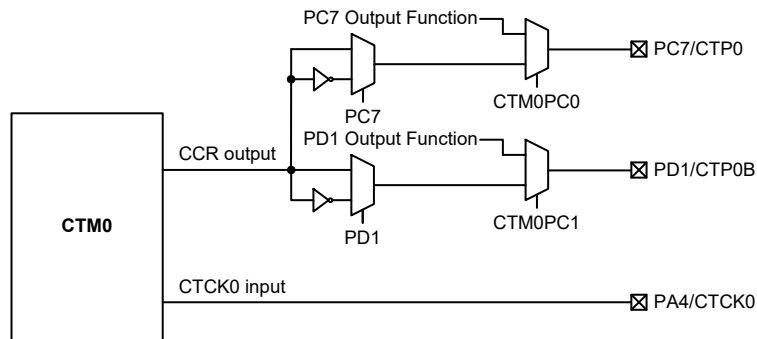 PC7 Output Function
PC7/CTP0
PC7
CTM0PC0
PD1 Output Function
CCR output
PD1/CTP0B
CTM0
PD1
CTM0PC1
CTCK0 input
PA4/CTCK0